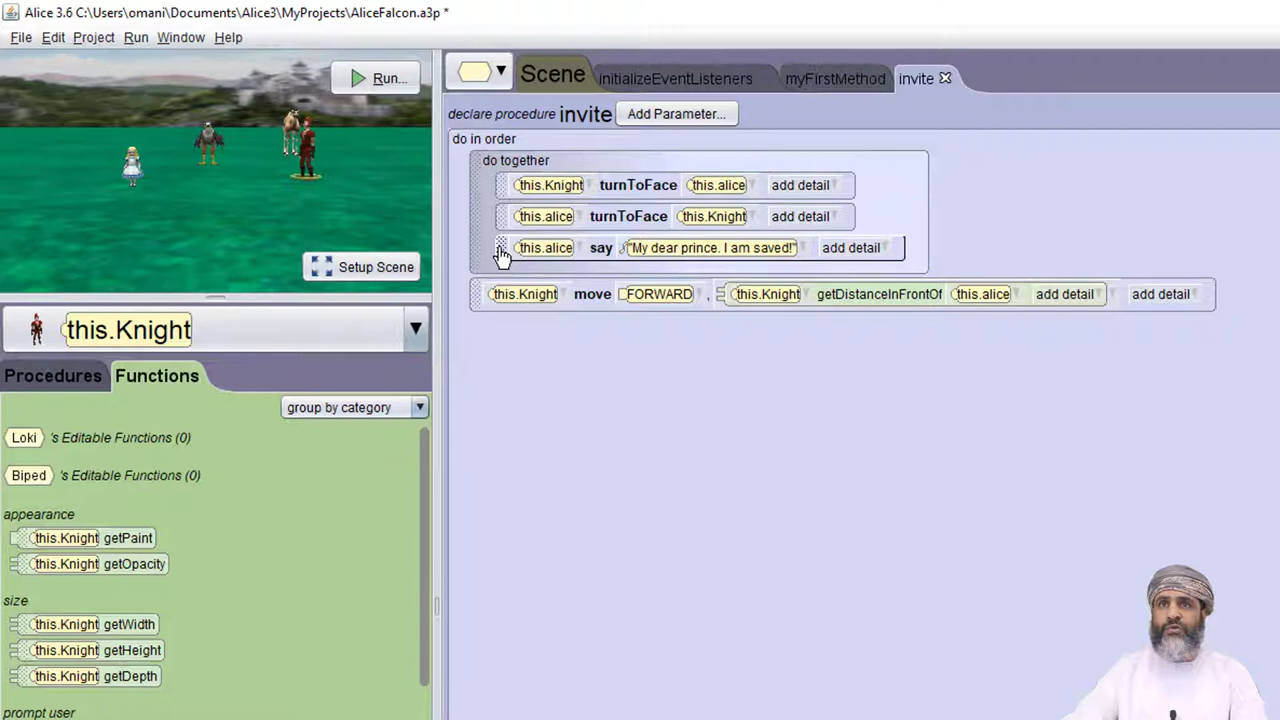 Alice 3.6 C:\Users\omani\Documents\Alice3\MyProjects\AliceFalcon.a3p *
File Edit Project Run Window Help
Run...
Setup Scene
Scene initializeEventListeners myFirstMethod invite
declare procedure invite Add Parameter...
do in order
do together
this.Knight turnToFace this.alice add detail
this.alice turnToFace this.Knight add detail
this.alice say "My dear prince. I am saved!" add detail
this.Knight move FORWARD , this.Knight getDistanceInFrontOf this.alice add detail add detail
this.Knight
Procedures Functions
group by category
Loki 's Editable Functions (0)
Biped 's Editable Functions (0)
appearance
this.Knight getPaint
this.Knight getOpacity
size
this.Knight getWidth
this.Knight getHeight
this.Knight getDepth
prompt user